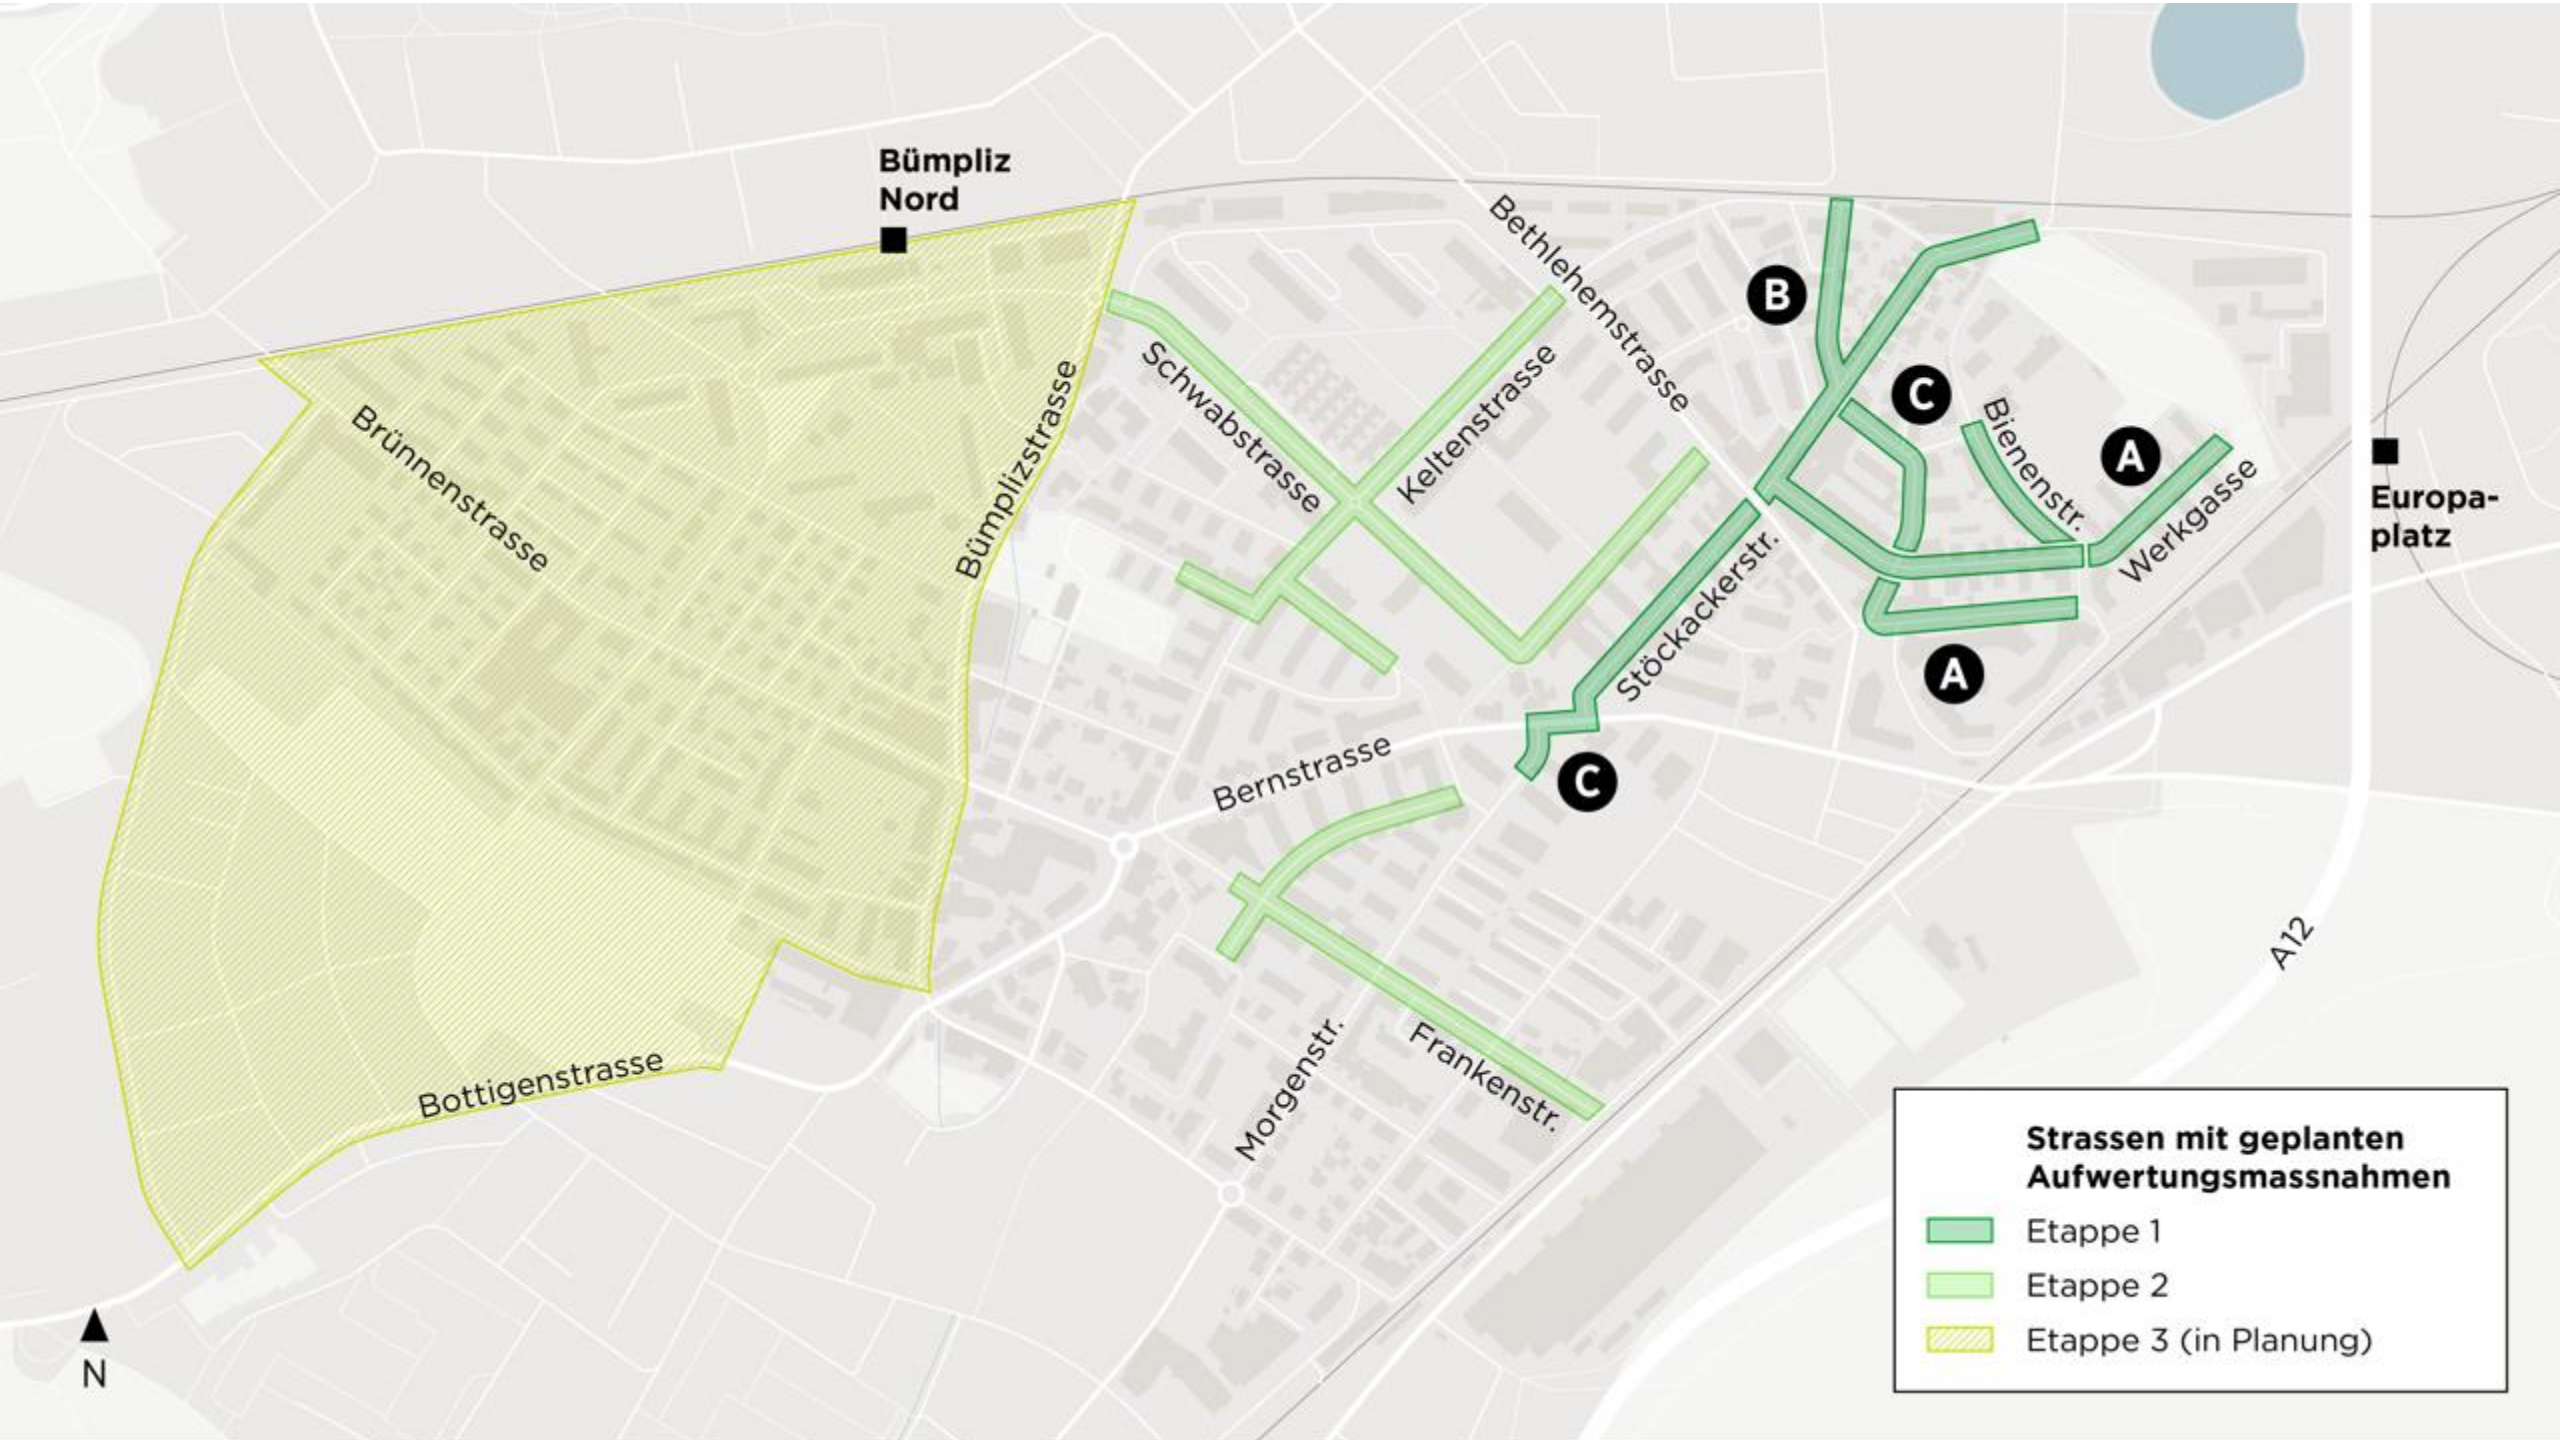 Bümpliz
Nord
Bethlehemstrasse
B
Schwabstrasse
Keltenstrasse
C
Bienenstr.
A
Werkgasse
Europa-
platz
Brünnenstrasse
Bümplizstrasse
Stöckackerstr.
A
Bernstrasse
C
A12
Bottigenstrasse
Morgenstr.
Frankenstr.
Strassen mit geplanten
Aufwertungsmassnahmen
Etappe 1
Etappe 2
Etappe 3 (in Planung)
N